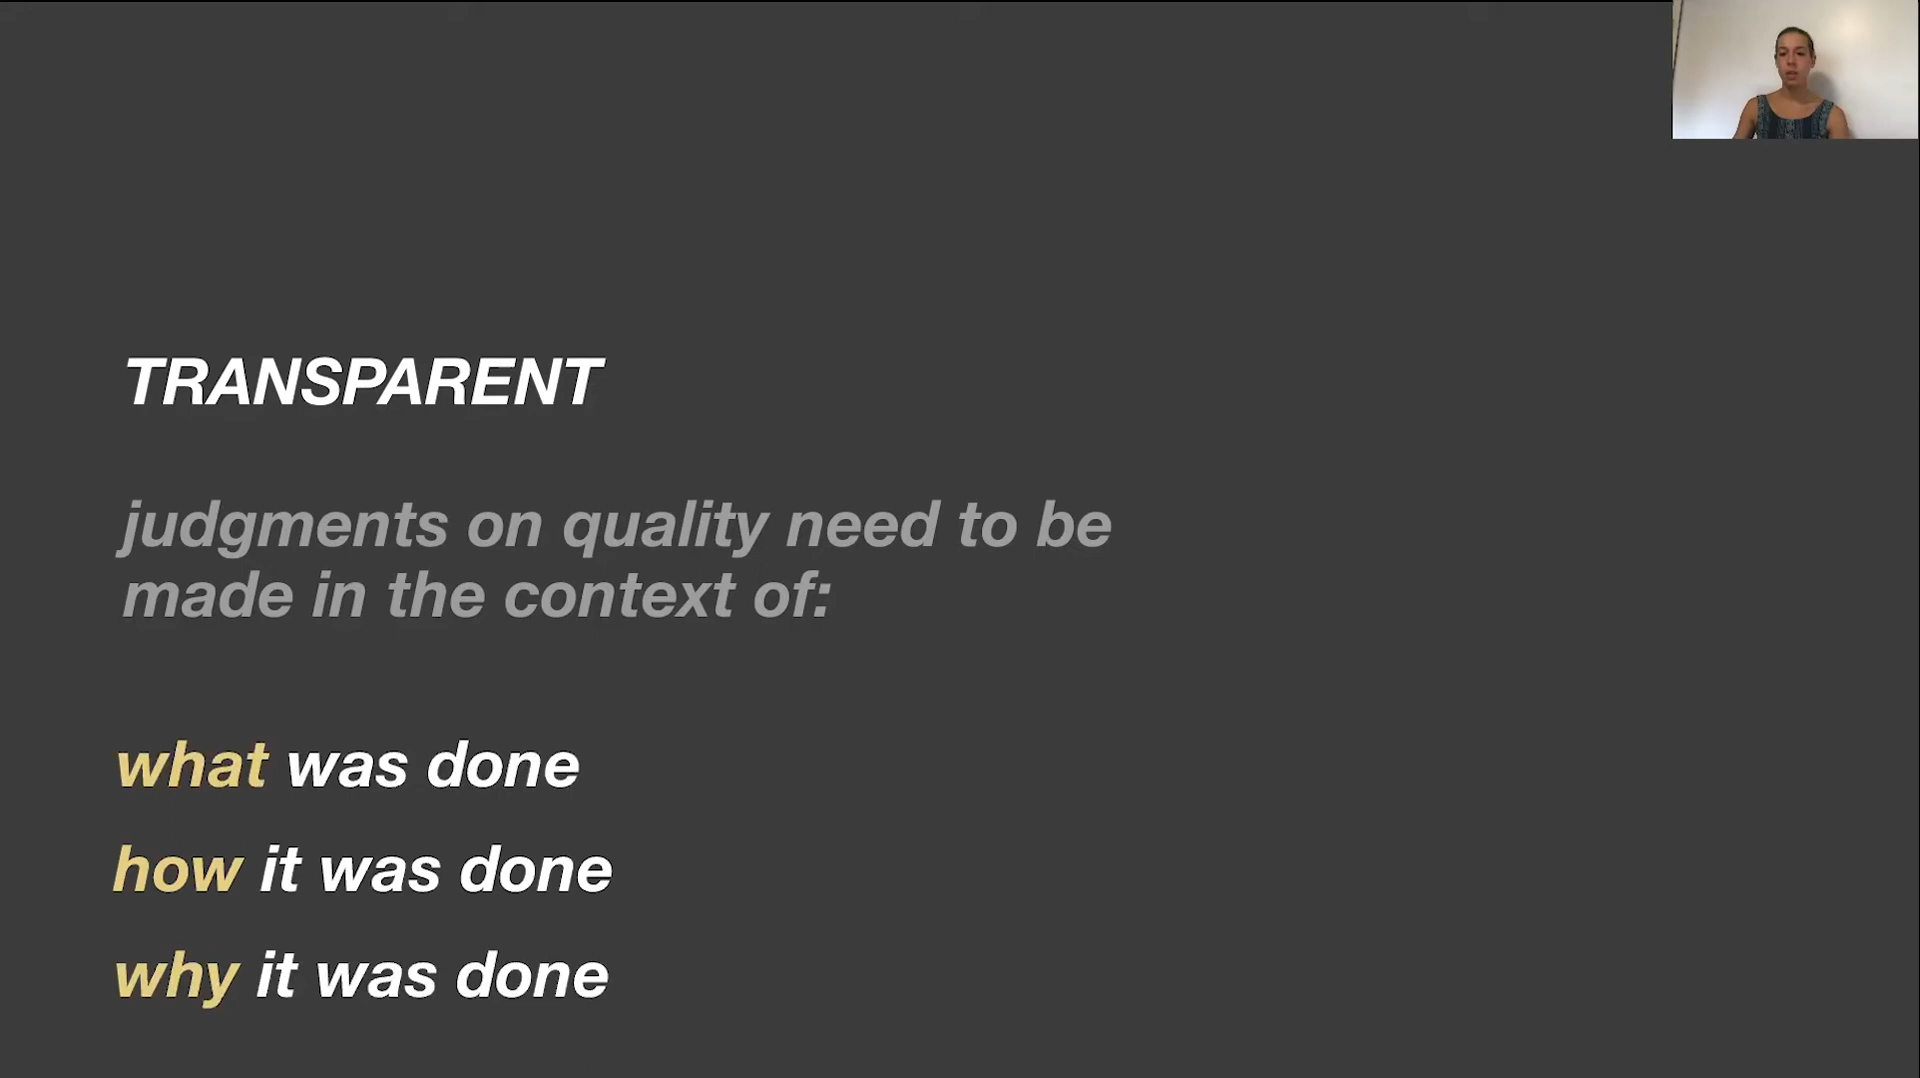 TRANSPARENT
judgments on quality need to be
made in the context of:
what was done
how it was done
why it was done